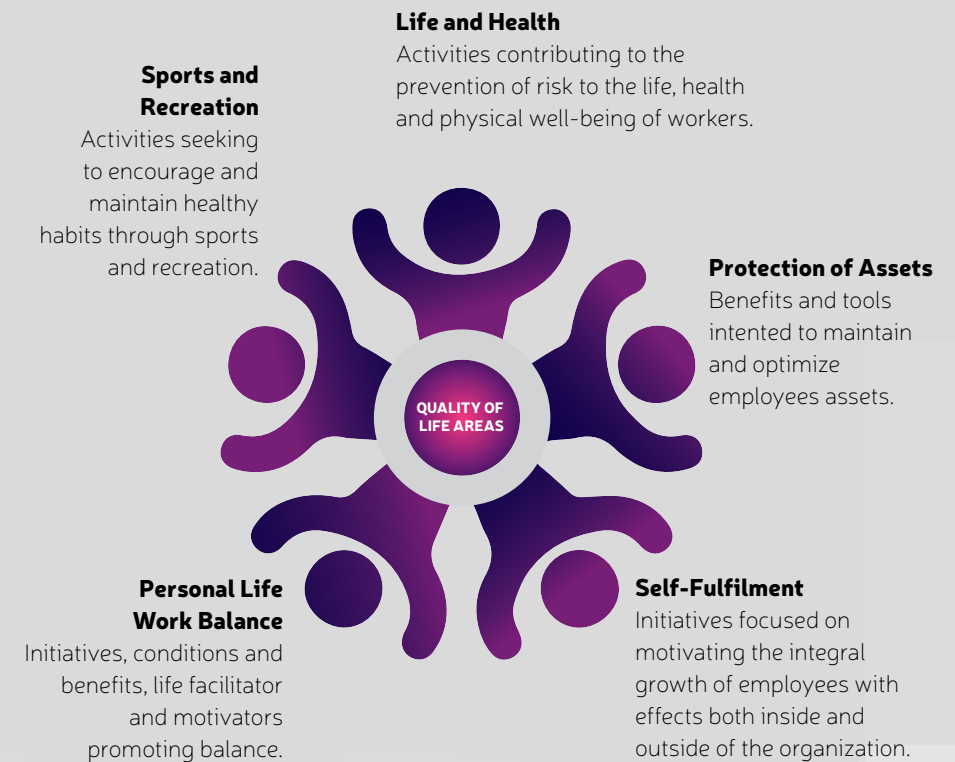 Life and Health
Activities contributing to the
prevention of risk to the life, health
and physical well-being of workers.
Sports and
Recreation
Activities seeking
to encourage and
maintain healthy
habits through sports
and recreation.
Protection of Assets
Benefits and tools
intented to maintain
and optimize
employees assets.
QUALITY OF
LIFE AREAS
Personal Life
Work Balance
Initiatives, conditions and
benefits, life facilitator
and motivators
promoting balance.
Self-Fulfilment
Initiatives focused on
motivating the integral
growth of employees with
effects both inside and
outside of the organization.